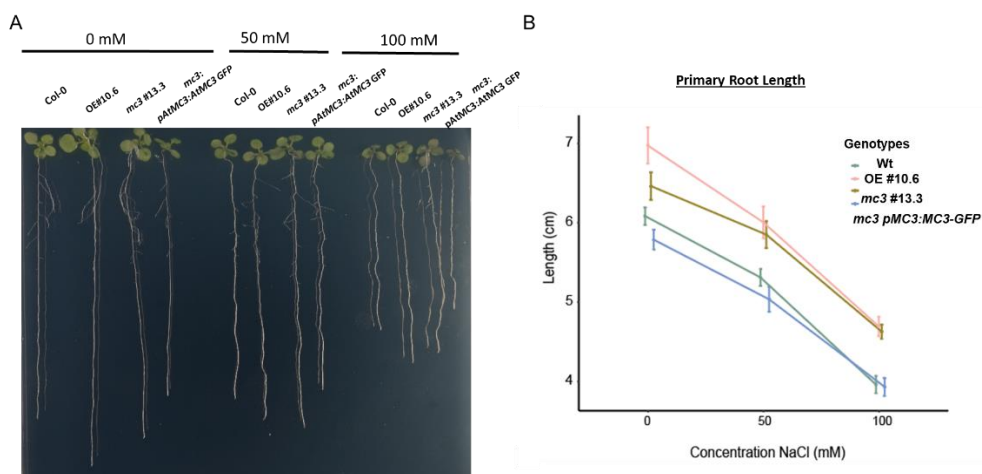 A
0 mM
50 mM
100 mM
Col-0
OE#10.6
mc3 #13.3
mc3:
pAtMC3:AtMC3 GFP
Col-0
OE#10.6
mc3 #13.3
mc3:
pAtMC3:AtMC3 GFP
Col-0
OE#10.6
mc3 #13.3
mc3:
pAtMC3:AtMC3 GFP
B
Primary Root Length
7
6
5
4
Length (cm)
0
50
100
Concentration NaCl (mM)
Genotypes
Wt
OE #10.6
mc3 #13.3
mc3 pMC3:MC3-GFP